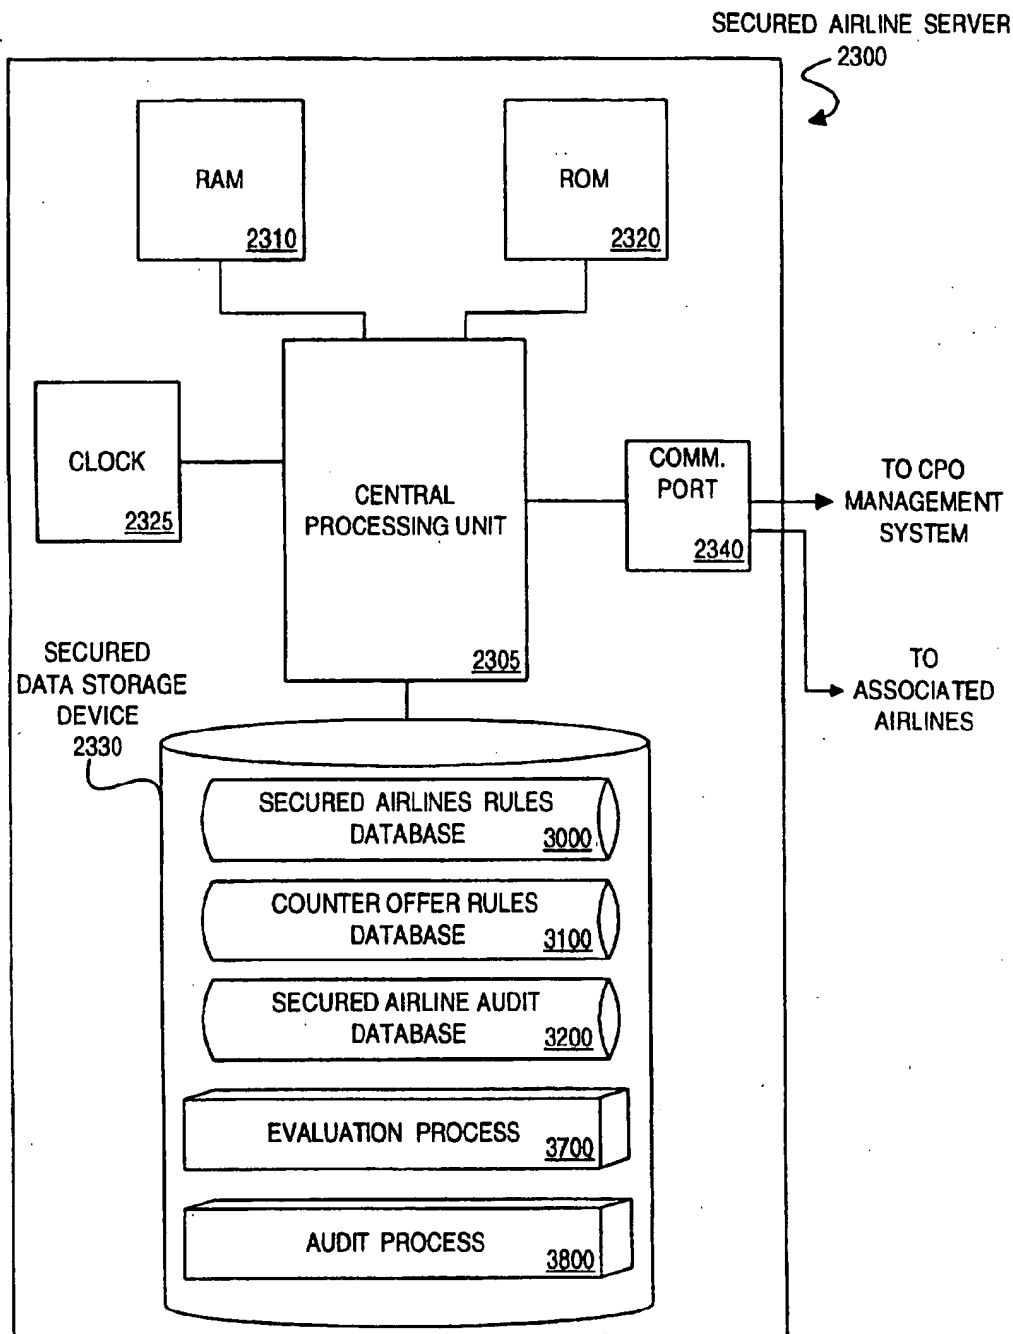 SECURED AIRLINE SERVER
2300
RAM
2310
ROM
2320
CLOCK
2325
CENTRAL
PROCESSING UNIT
2305
COMM.
PORT
2340
TO CPO
MANAGEMENT
SYSTEM
TO
ASSOCIATED
AIRLINES
SECURED
DATA STORAGE
DEVICE
2330
SECURED AIRLINES RULES
DATABASE
3000
COUNTER OFFER RULES
DATABASE
3100
SECURED AIRLINE AUDIT
DATABASE
3200
EVALUATION PROCESS
3700
AUDIT PROCESS
3800